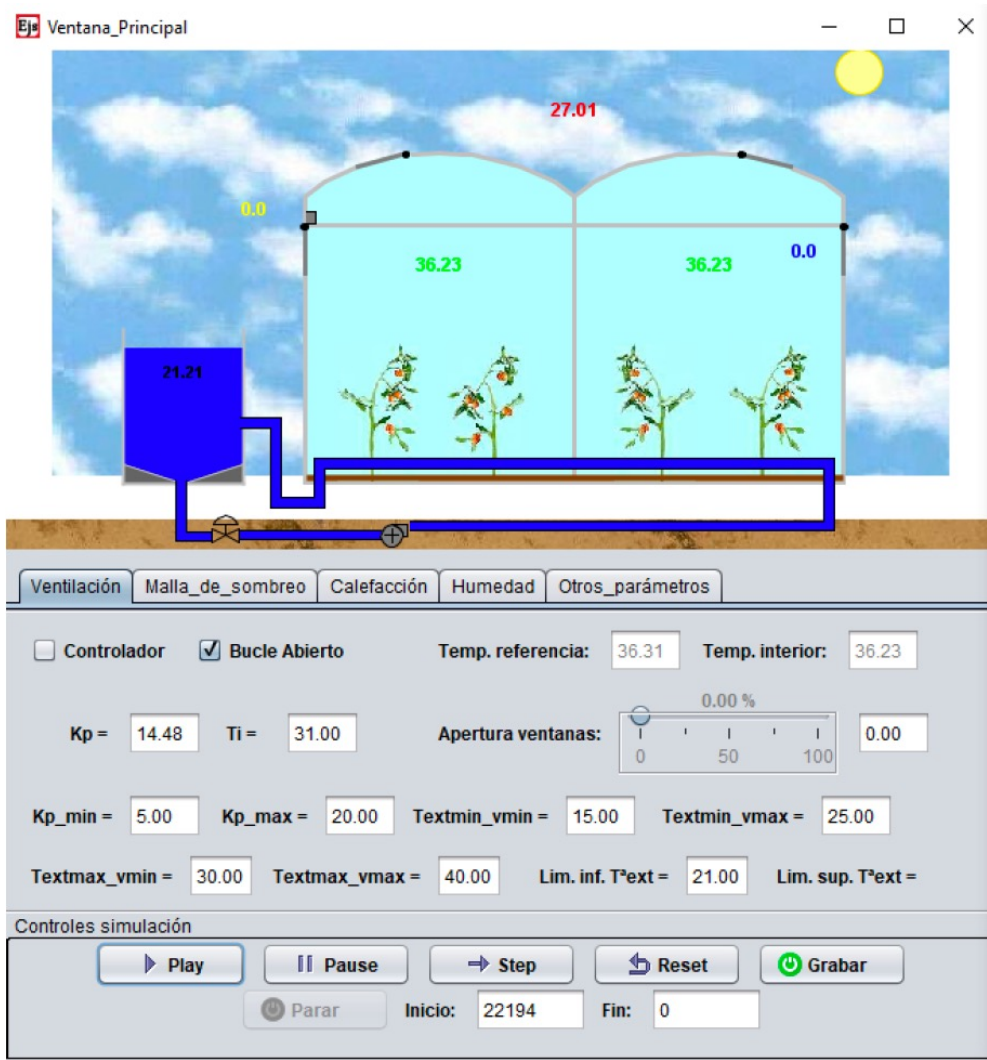 Ejs Ventana_Principal
27.01
0.0
36.23 36.23 0.0
21.21
Ventilación Malla_de_sombreo Calefacción Humedad Otros_parámetros
Controlador Bucle Abierto Temp. referencia: 36.31 Temp. interior: 36.23
0.00 %
Kp = 14.48 Ti = 31.00 Apertura ventanas: 0.00
0 50 100
Kp_min = 5.00 Kp_max = 20.00 Textmin_vmin = 15.00 Textmin_vmax = 25.00
Textmax_vmin = 30.00 Textmax_vmax = 40.00 Lim. inf. Tªext = 21.00 Lim. sup. Tªext =
Controles simulación
Play Pause Step Reset Grabar
Parar Inicio: 22194 Fin: 0